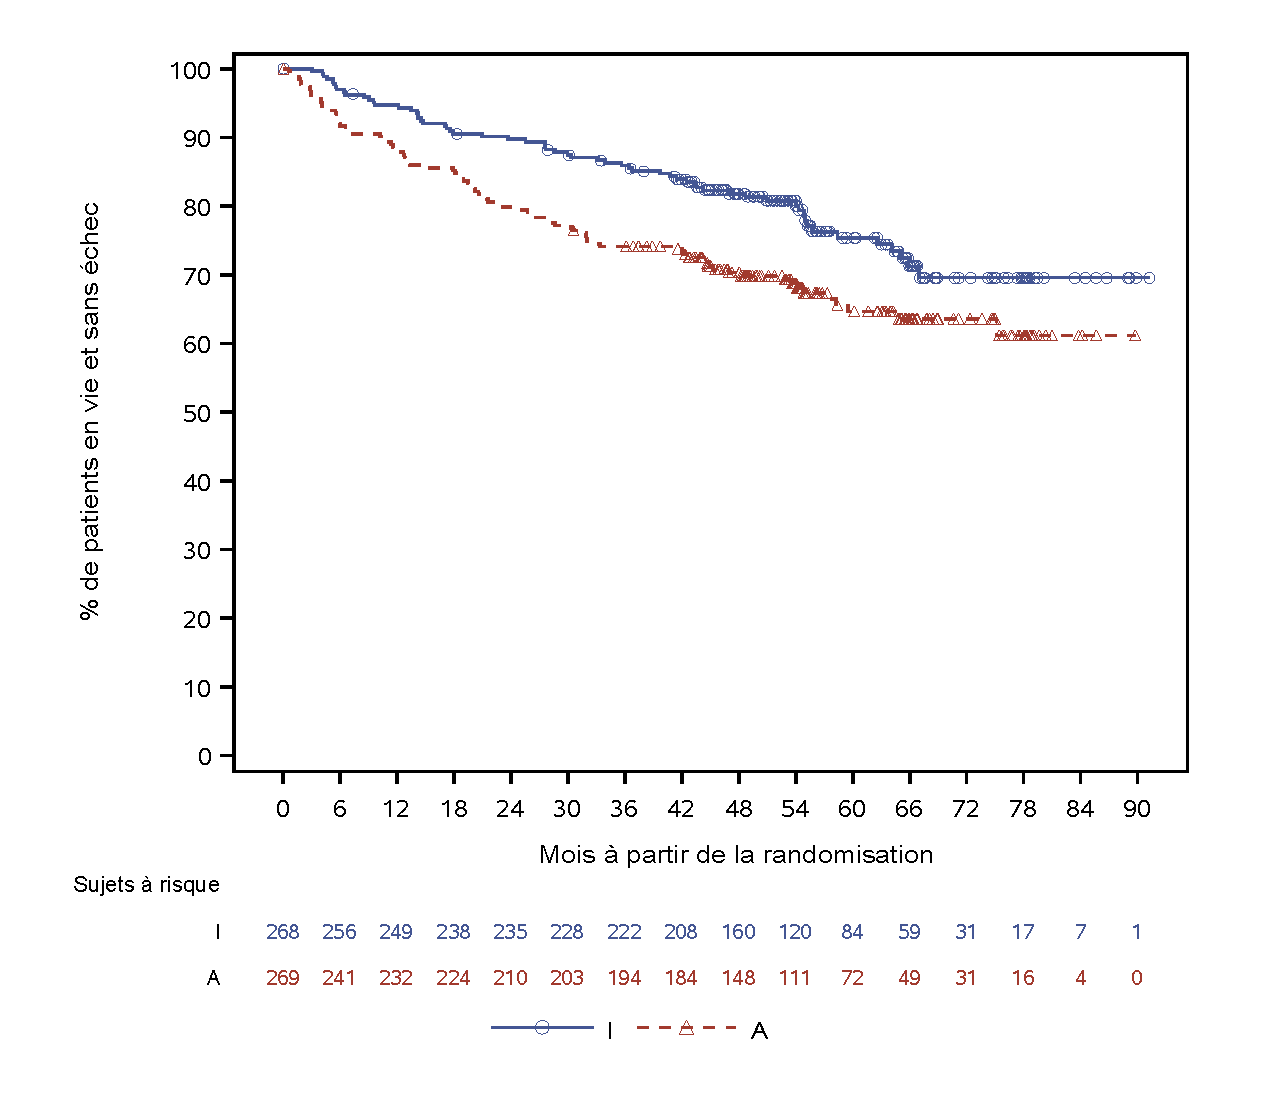 % de patients en vie et sans échec
100
90
80
70
60
50
40
30
20
10
0
0 6 12 18 24 30 36 42 48 54 60 66 72 78 84 90
Mois à partir de la randomisation
Sujets à risque
I 268 256 249 238 235 228 222 208 160 120 84 59 31 17 7 1
A 269 241 232 224 210 203 194 184 148 111 72 49 31 16 4 0
I A